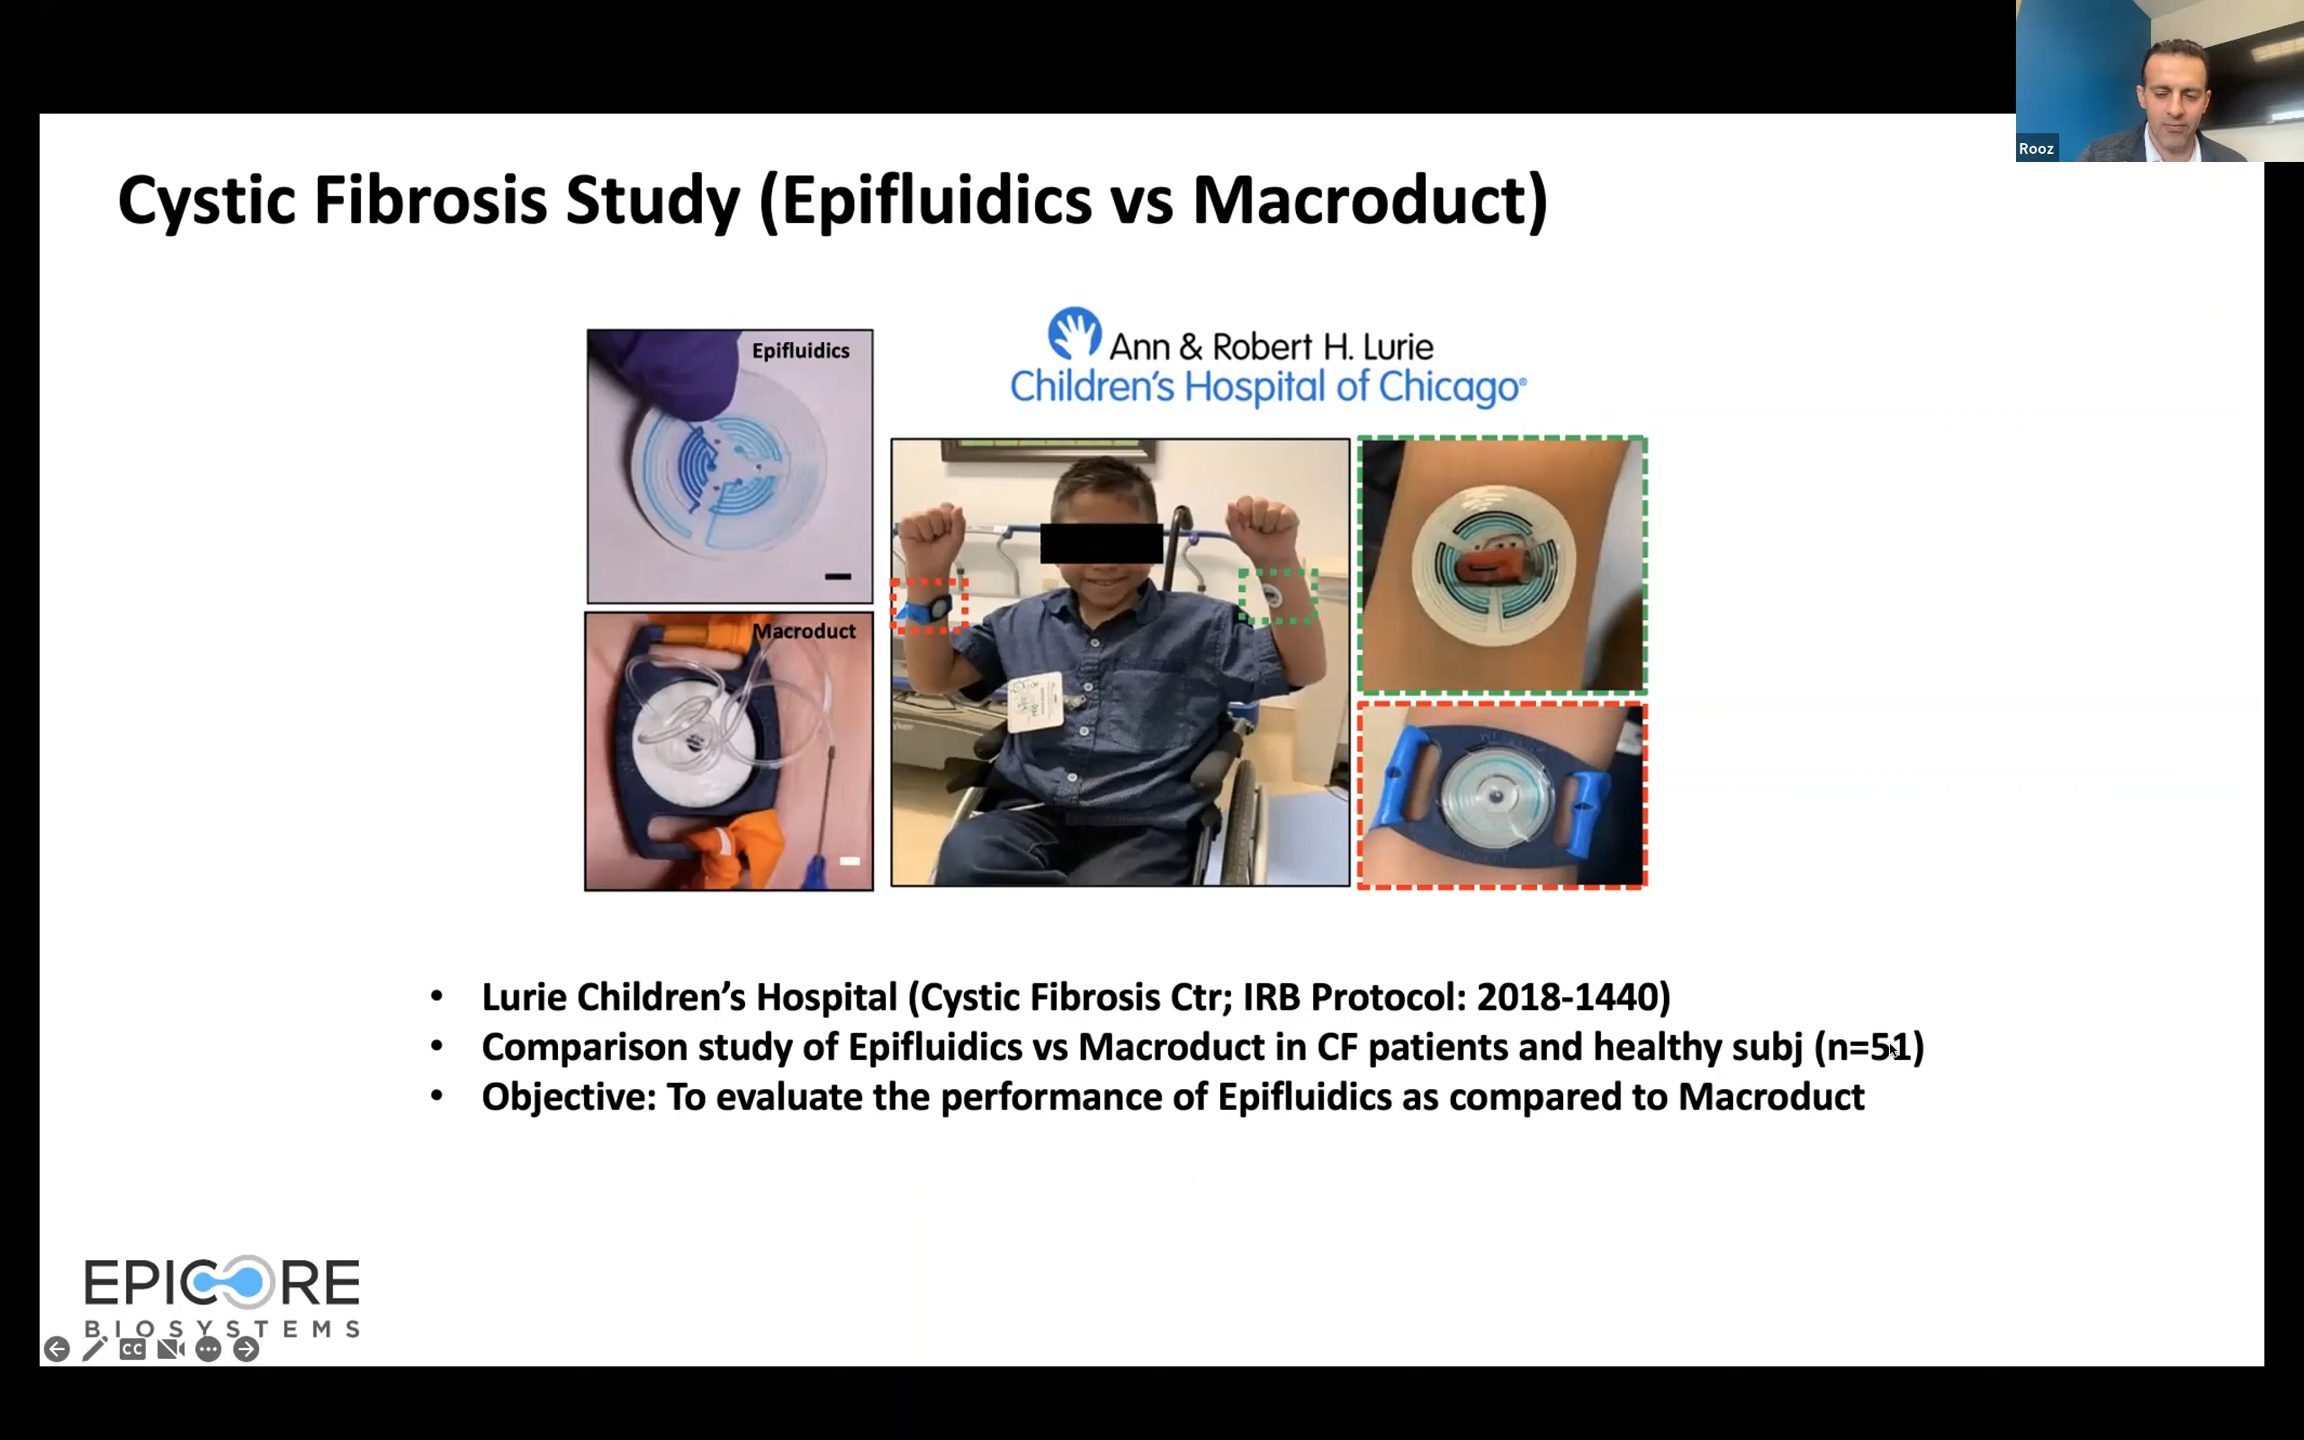 Rooz
Cystic Fibrosis Study (Epifluidics vs Macroduct)
Epifluidics
Ann & Robert H. Lurie
Children's Hospital of Chicago®
Macroduct
• Lurie Children's Hospital (Cystic Fibrosis Ctr; IRB Protocol: 2018-1440)
• Comparison study of Epifluidics vs Macroduct in CF patients and healthy subj (n=51)
• Objective: To evaluate the performance of Epifluidics as compared to Macroduct
EPICORE
BIOSYSTEMS
CC